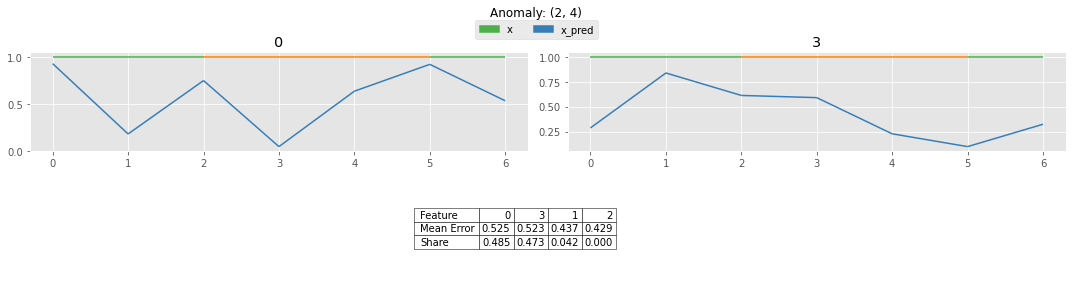 Anomaly: (2, 4)
x x_pred
0
1.0
0.5
0.0
0 1 2 3 4 5 6
3
1.00
0.75
0.50
0.25
0 1 2 3 4 5 6
Feature 0 3 1 2
Mean Error 0.525 0.523 0.437 0.429
Share 0.485 0.473 0.042 0.000